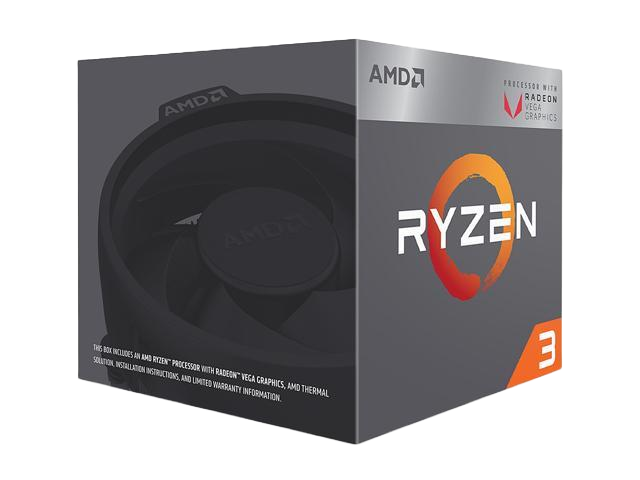 AMD
AMD
THIS BOX INCLUDES AN AMD RYZEN™ PROCESSOR WITH RADEON™ VEGA GRAPHICS, AMD THERMAL
SOLUTION, INSTALLATION INSTRUCTIONS, AND LIMITED WARRANTY INFORMATION.
AMD
PROCESSOR WITH
RADEON
VEGA
GRAPHICS
RYZEN
3